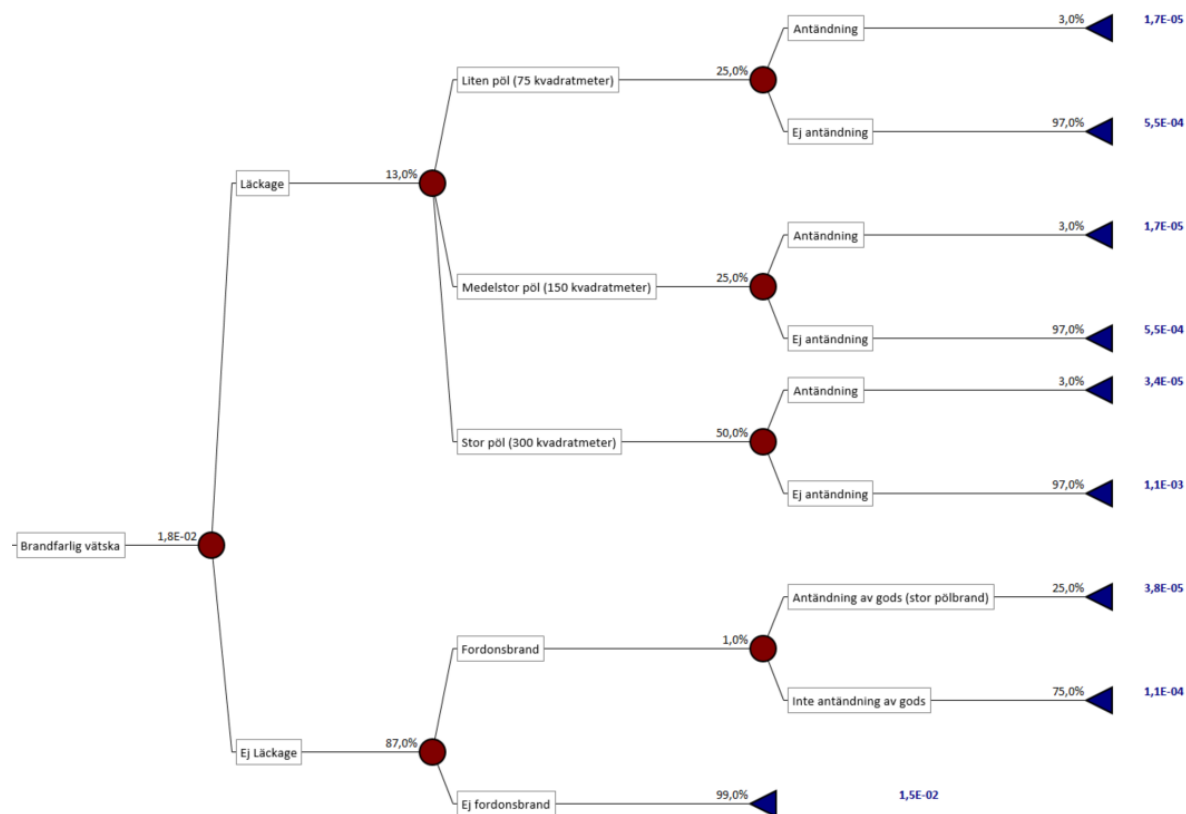 Antändning 3,0% 1,7E-05
Liten pöl (75 kvadratmeter) 25,0%
Ej antändning 97,0% 5,5E-04
Läckage 13,0%
Antändning 3,0% 1,7E-05
Medelstor pöl (150 kvadratmeter) 25,0%
Ej antändning 97,0% 5,5E-04
Antändning 3,0% 3,4E-05
Stor pöl (300 kvadratmeter) 50,0%
Ej antändning 97,0% 1,1E-03
Brandfarlig vätska 1,8E-02
Antändning av gods (stor pölbrand) 25,0% 3,8E-05
Fordonsbrand 1,0%
Inte antändning av gods 75,0% 1,1E-04
Ej Läckage 87,0%
Ej fordonsbrand 99,0% 1,5E-02